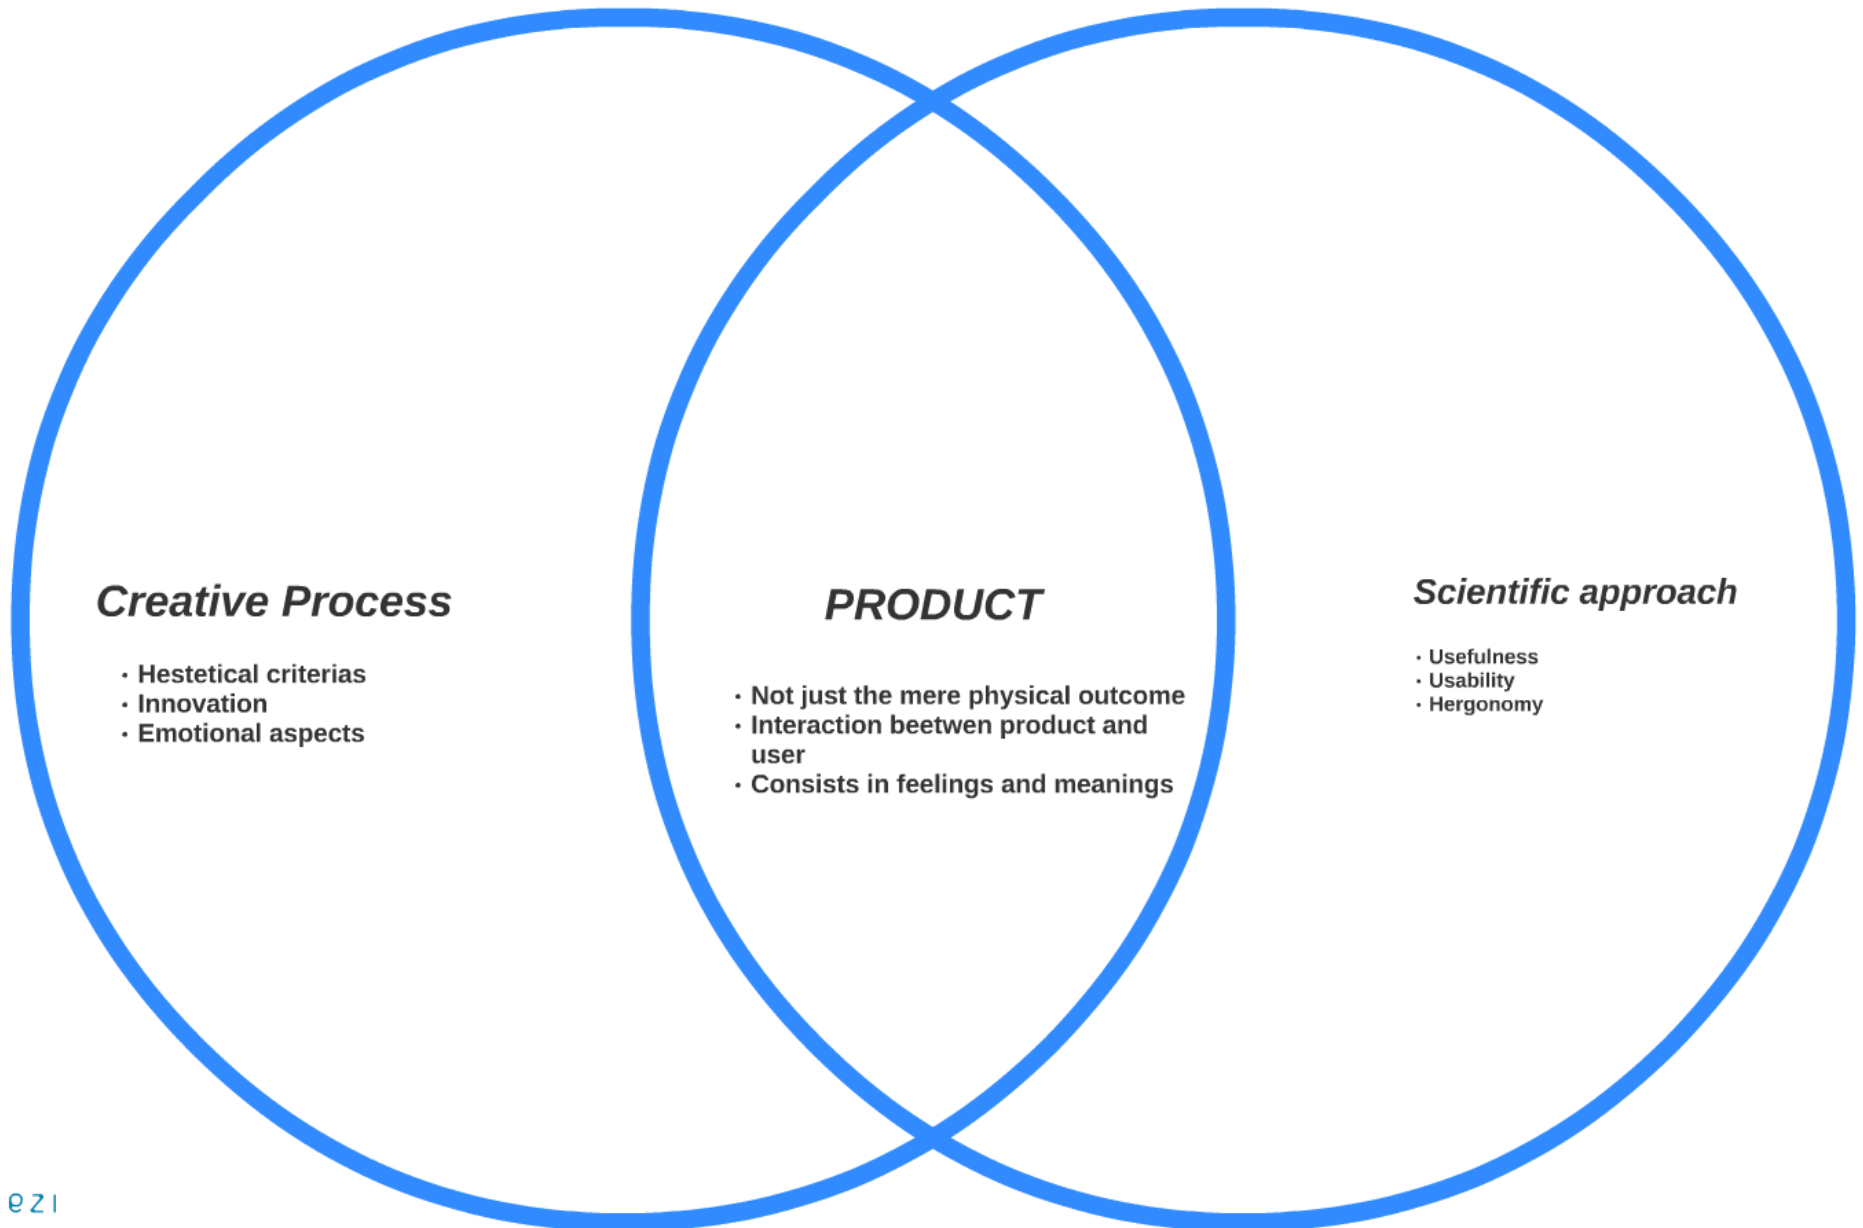 Creative Process
· Hestetical criterias
· Innovation
· Emotional aspects
PRODUCT
· Not just the mere physical outcome
· Interaction beetwen product and
user
· Consists in feelings and meanings
Scientific approach
· Usefulness
· Usability
· Hergonomy